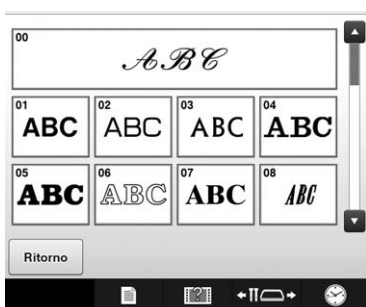 00
ABC
01 02 03 04
ABC ABC ABC ABC
05 06 07 08
ABC ABC ABC ABC
Ritorno
?